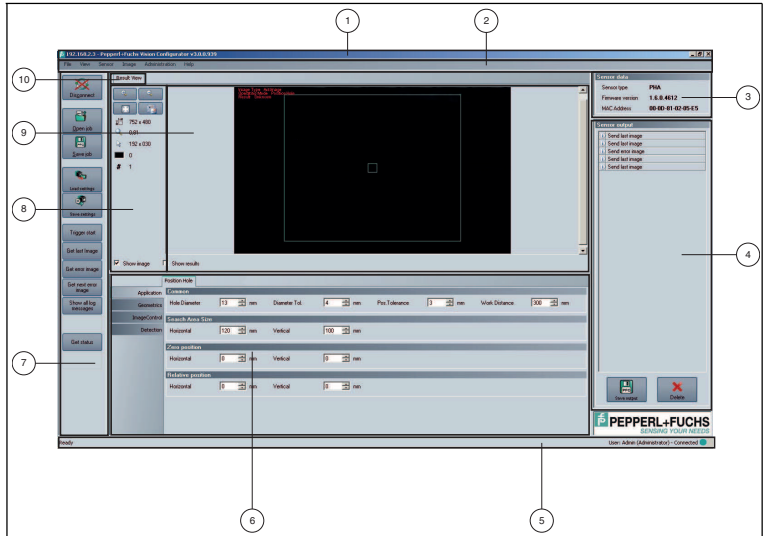 1
2
192.168.2.3 - Pepperl+Fuchs Vision Configurator v3.0.0.939
File View Sensor Image Administration Help
10
Disconnect
Open job
Save job
Load settings
Save settings
Trigger start
Get last image
Get error image
Get next error image
Show all log messages
Get status
Result View
9
752 x 480
0,81
192 x 030
0
# 1
8
Show image
Show results
Sensor data
Sensor type PHA
Firmware version 1.6.0.4612
MAC Address 00-0D-81-02-05-E5
3
Sensor output
Send last image
Send last image
Send error image
Send last image
Send last image
4
Save output
Delete
Position Hole
Application
Geometrics
ImageControl
Detection
Common
Hole Diameter 13 mm Diameter Tol. 4 mm Pos.Tolerance 3 mm Work Distance 300 mm
Search Area Size
Horizontal 120 mm Vertical 100 mm
Zero position
Horizontal 0 mm Vertical 0 mm
Relative position
Horizontal 0 mm Vertical 0 mm
7
PEPPERL+FUCHS
SENSING YOUR NEEDS
Ready
User: Admin (Administrator) - Connected
6
5